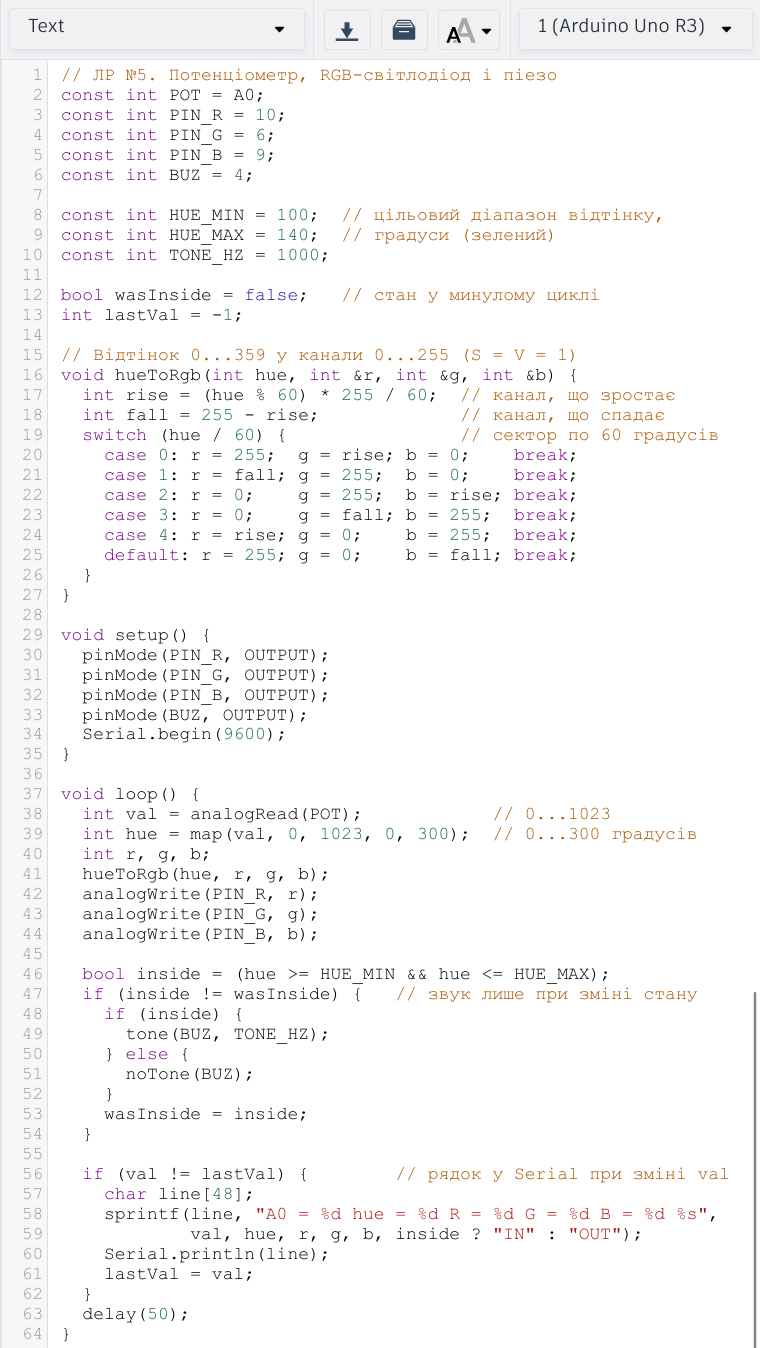 Text
1 (Arduino Uno R3)
1 // ЛР №5. Потенціометр, RGB-світлодіод і піезо
2 const int POT = A0;
3 const int PIN_R = 10;
4 const int PIN_G = 6;
5 const int PIN_B = 9;
6 const int BUZ = 4;
7
8 const int HUE_MIN = 100;  // цільовий діапазон відтінку,
9 const int HUE_MAX = 140;  // градуси (зелений)
10 const int TONE_HZ = 1000;
11
12 bool wasInside = false;   // стан у минулому циклі
13 int lastVal = -1;
14
15 // Відтінок 0...359 у канали 0...255 (S = V = 1)
16 void hueToRgb(int hue, int &r, int &g, int &b) {
17   int rise = (hue % 60) * 255 / 60;  // канал, що зростає
18   int fall = 255 - rise;             // канал, що спадає
19   switch (hue / 60) {                // сектор по 60 градусів
20     case 0: r = 255;  g = rise; b = 0;    break;
21     case 1: r = fall; g = 255;  b = 0;    break;
22     case 2: r = 0;    g = 255;  b = rise; break;
23     case 3: r = 0;    g = fall; b = 255;  break;
24     case 4: r = rise; g = 0;    b = 255;  break;
25     default: r = 255; g = 0;    b = fall; break;
26   }
27 }
28
29 void setup() {
30   pinMode(PIN_R, OUTPUT);
31   pinMode(PIN_G, OUTPUT);
32   pinMode(PIN_B, OUTPUT);
33   pinMode(BUZ, OUTPUT);
34   Serial.begin(9600);
35 }
36
37 void loop() {
38   int val = analogRead(POT);            // 0...1023
39   int hue = map(val, 0, 1023, 0, 300);  // 0...300 градусів
40   int r, g, b;
41   hueToRgb(hue, r, g, b);
42   analogWrite(PIN_R, r);
43   analogWrite(PIN_G, g);
44   analogWrite(PIN_B, b);
45
46   bool inside = (hue >= HUE_MIN && hue <= HUE_MAX);
47   if (inside != wasInside) {   // звук лише при зміні стану
48     if (inside) {
49       tone(BUZ, TONE_HZ);
50     } else {
51       noTone(BUZ);
52     }
53     wasInside = inside;
54   }
55
56   if (val != lastVal) {        // рядок у Serial при зміні val
57     char line[48];
58     sprintf(line, "A0 = %d hue = %d R = %d G = %d B = %d %s",
59             val, hue, r, g, b, inside ? "IN" : "OUT");
60     Serial.println(line);
61     lastVal = val;
62   }
63   delay(50);
64 }